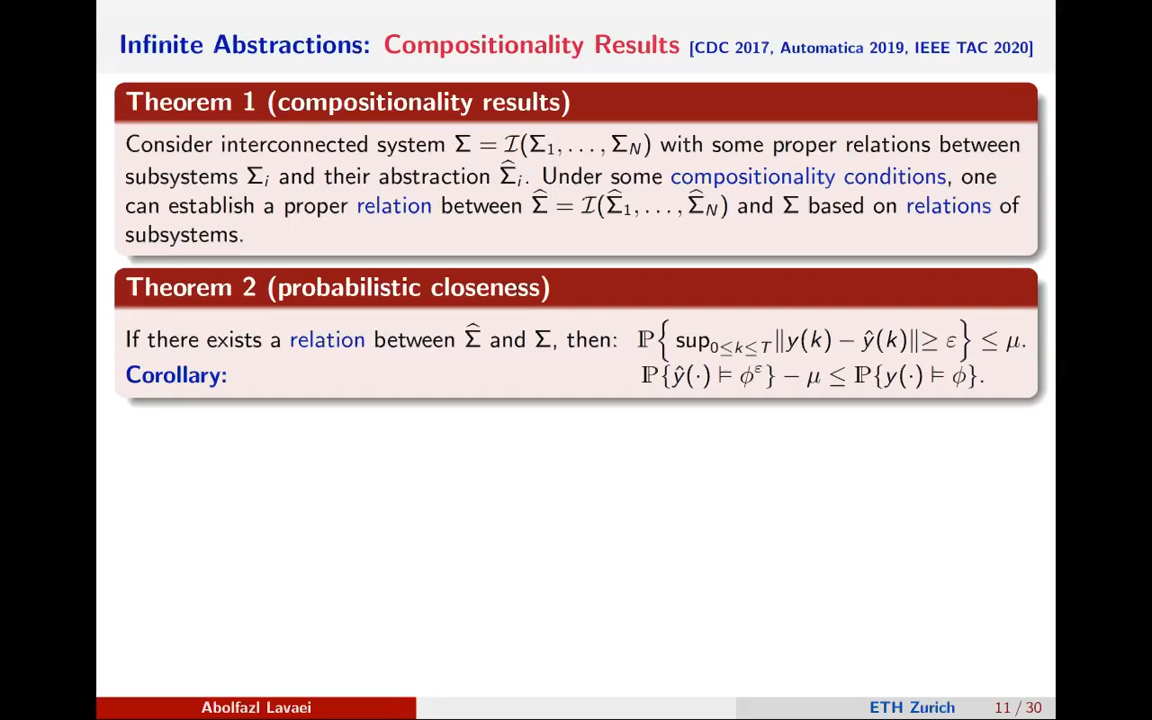 Infinite Abstractions: Compositionality Results [CDC 2017, Automatica 2019, IEEE TAC 2020]
Theorem 1 (compositionality results)
Consider interconnected system Σ = ℐ(Σ₁, . . . , Σ_N) with some proper relations between
subsystems Σᵢ and their abstraction Σ̂ᵢ. Under some compositionality conditions, one
can establish a proper relation between Σ̂ = ℐ(Σ̂₁, . . . , Σ̂_N) and Σ based on relations of
subsystems.
Theorem 2 (probabilistic closeness)
If there exists a relation between Σ̂ and Σ, then: ℙ{ sup_{0≤k≤T} ‖y(k) − ŷ(k)‖ ≥ ε } ≤ μ.
Corollary: ℙ{ŷ(·) ⊨ ϕ^ε} − μ ≤ ℙ{y(·) ⊨ ϕ}.
Abolfazl Lavaei ETH Zurich 11 / 30